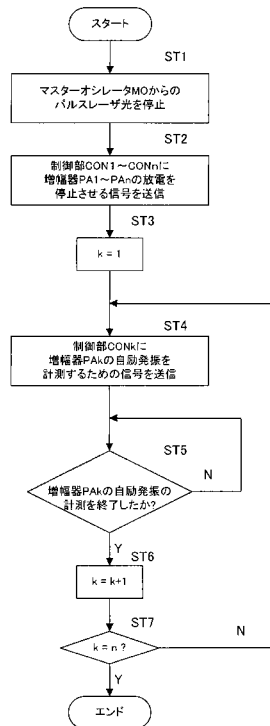 スタート
ST1
マスターオシレータMOからの
パルスレーザ光を停止
ST2
制御部CON1～CONnに
増幅器PA1～PAnの放電を
停止させる信号を送信
ST3
k = 1
ST4
制御部CONkに
増幅器PAkの自励発振を
計測するための信号を送信
ST5
増幅器PAkの自励発振の
計測を終了したか?
N
Y
ST6
k = k+1
ST7
k = n ?
N
Y
エンド